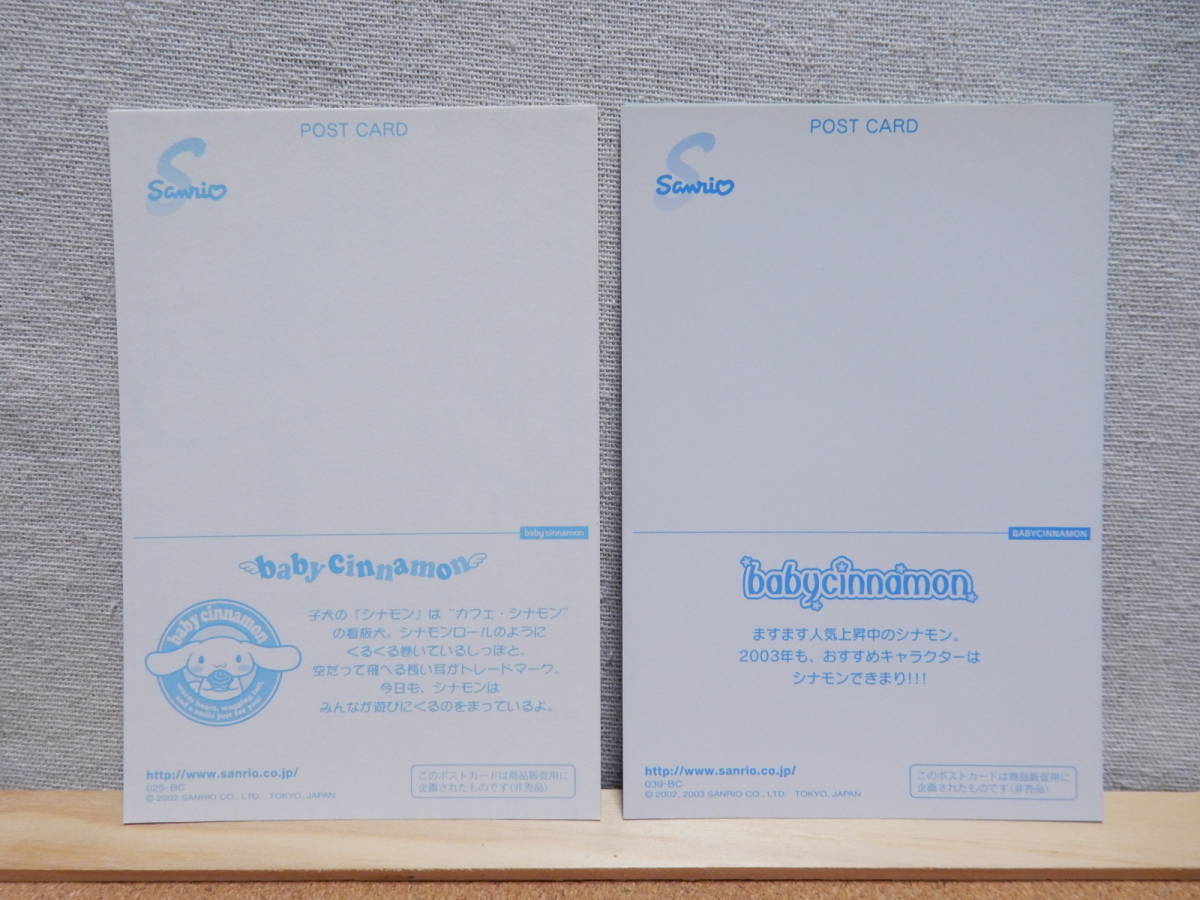 POST CARD
Sanrio
baby cinnamon
baby cinnamon
baby cinnamon
子犬の「シナモン」は“カフェ・シナモン”
の看板犬。シナモンロールのように
くるくる巻いているしっぽと、
空だって飛べる長い耳がトレードマーク。
今日も、シナモンは
みんなが遊びにくるのをまっているよ。
http://www.sanrio.co.jp/
025-BC
© 2002 SANRIO CO., LTD. TOKYO, JAPAN
このポストカードは商品販促用に
企画されたものです(非売品)
POST CARD
Sanrio
BABYCINNAMON
babycinnamon
ますます人気上昇中のシナモン。
2003年も、おすすめキャラクターは
シナモンできまり!!!
http://www.sanrio.co.jp/
039-BC
© 2002, 2003 SANRIO CO., LTD. TOKYO, JAPAN
このポストカードは商品販促用に
企画されたものです(非売品)